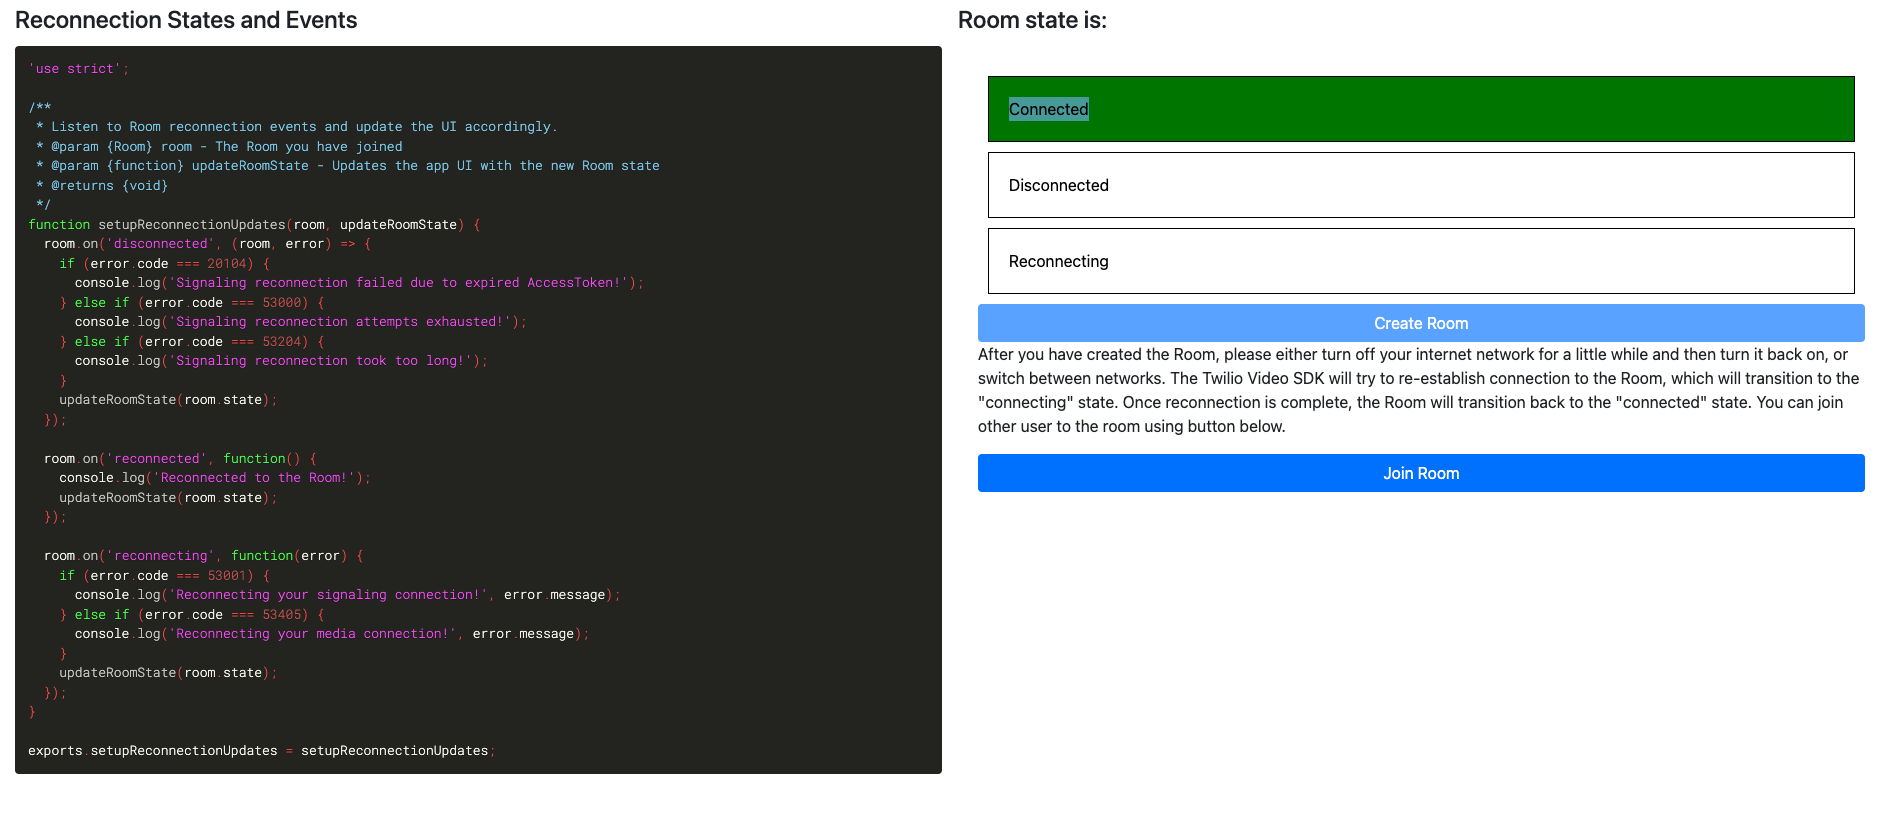 Reconnection States and Events
'use strict';
/**
 * Listen to Room reconnection events and update the UI accordingly.
 * @param {Room} room - The Room you have joined
 * @param {function} updateRoomState - Updates the app UI with the new Room state
 * @returns {void}
 */
function setupReconnectionUpdates(room, updateRoomState) {
  room.on('disconnected', (room, error) => {
    if (error.code === 20104) {
      console.log('Signaling reconnection failed due to expired AccessToken!');
    } else if (error.code === 53000) {
      console.log('Signaling reconnection attempts exhausted!');
    } else if (error.code === 53204) {
      console.log('Signaling reconnection took too long!');
    }
    updateRoomState(room.state);
  });
  room.on('reconnected', function() {
    console.log('Reconnected to the Room!');
    updateRoomState(room.state);
  });
  room.on('reconnecting', function(error) {
    if (error.code === 53001) {
      console.log('Reconnecting your signaling connection!', error.message);
    } else if (error.code === 53405) {
      console.log('Reconnecting your media connection!', error.message);
    }
    updateRoomState(room.state);
  });
}
exports.setupReconnectionUpdates = setupReconnectionUpdates;
Room state is:
Connected
Disconnected
Reconnecting
Create Room
After you have created the Room, please either turn off your internet network for a little while and then turn it back on, or
switch between networks. The Twilio Video SDK will try to re-establish connection to the Room, which will transition to the
"connecting" state. Once reconnection is complete, the Room will transition back to the "connected" state. You can join
other user to the room using button below.
Join Room